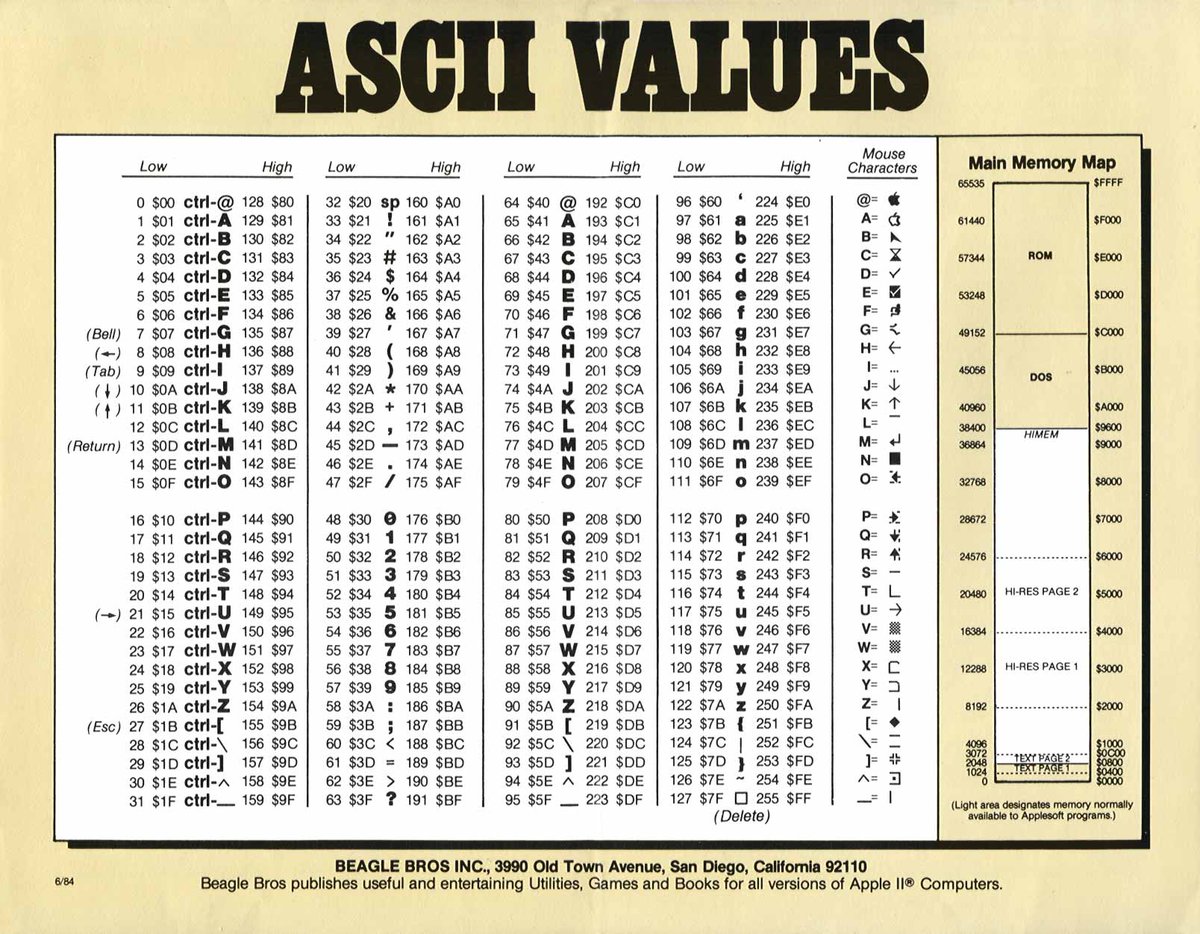 ASCII VALUES
Low High Low High Low High Low High Mouse Characters
0 $00 ctrl-@ 128 $80 32 $20 sp 160 $A0 64 $40 @ 192 $C0 96 $60 ‘ 224 $E0 @=
1 $01 ctrl-A 129 $81 33 $21 ! 161 $A1 65 $41 A 193 $C1 97 $61 a 225 $E1 A=
2 $02 ctrl-B 130 $82 34 $22 " 162 $A2 66 $42 B 194 $C2 98 $62 b 226 $E2 B=
3 $03 ctrl-C 131 $83 35 $23 # 163 $A3 67 $43 C 195 $C3 99 $63 c 227 $E3 C=
4 $04 ctrl-D 132 $84 36 $24 $ 164 $A4 68 $44 D 196 $C4 100 $64 d 228 $E4 D= ✓
5 $05 ctrl-E 133 $85 37 $25 % 165 $A5 69 $45 E 197 $C5 101 $65 e 229 $E5 E=
6 $06 ctrl-F 134 $86 38 $26 & 166 $A6 70 $46 F 198 $C6 102 $66 f 230 $E6 F=
(Bell) 7 $07 ctrl-G 135 $87 39 $27 ' 167 $A7 71 $47 G 199 $C7 103 $67 g 231 $E7 G=
(←) 8 $08 ctrl-H 136 $88 40 $28 ( 168 $A8 72 $48 H 200 $C8 104 $68 h 232 $E8 H= ←
(Tab) 9 $09 ctrl-I 137 $89 41 $29 ) 169 $A9 73 $49 I 201 $C9 105 $69 i 233 $E9 I= ...
(↓) 10 $0A ctrl-J 138 $8A 42 $2A * 170 $AA 74 $4A J 202 $CA 106 $6A j 234 $EA J= ↓
(↑) 11 $0B ctrl-K 139 $8B 43 $2B + 171 $AB 75 $4B K 203 $CB 107 $6B k 235 $EB K= ↑
12 $0C ctrl-L 140 $8C 44 $2C , 172 $AC 76 $4C L 204 $CC 108 $6C l 236 $EC L= ‾
(Return) 13 $0D ctrl-M 141 $8D 45 $2D — 173 $AD 77 $4D M 205 $CD 109 $6D m 237 $ED M= ↵
14 $0E ctrl-N 142 $8E 46 $2E . 174 $AE 78 $4E N 206 $CE 110 $6E n 238 $EE N= ■
15 $0F ctrl-O 143 $8F 47 $2F / 175 $AF 79 $4F O 207 $CF 111 $6F o 239 $EF O=
16 $10 ctrl-P 144 $90 48 $30 0 176 $B0 80 $50 P 208 $D0 112 $70 p 240 $F0 P=
17 $11 ctrl-Q 145 $91 49 $31 1 177 $B1 81 $51 Q 209 $D1 113 $71 q 241 $F1 Q=
18 $12 ctrl-R 146 $92 50 $32 2 178 $B2 82 $52 R 210 $D2 114 $72 r 242 $F2 R=
19 $13 ctrl-S 147 $93 51 $33 3 179 $B3 83 $53 S 211 $D3 115 $73 s 243 $F3 S= —
20 $14 ctrl-T 148 $94 52 $34 4 180 $B4 84 $54 T 212 $D4 116 $74 t 244 $F4 T=
(→) 21 $15 ctrl-U 149 $95 53 $35 5 181 $B5 85 $55 U 213 $D5 117 $75 u 245 $F5 U= →
22 $16 ctrl-V 150 $96 54 $36 6 182 $B6 86 $56 V 214 $D6 118 $76 v 246 $F6 V=
23 $17 ctrl-W 151 $97 55 $37 7 183 $B7 87 $57 W 215 $D7 119 $77 w 247 $F7 W=
24 $18 ctrl-X 152 $98 56 $38 8 184 $B8 88 $58 X 216 $D8 120 $78 x 248 $F8 X=
25 $19 ctrl-Y 153 $99 57 $39 9 185 $B9 89 $59 Y 217 $D9 121 $79 y 249 $F9 Y=
26 $1A ctrl-Z 154 $9A 58 $3A : 186 $BA 90 $5A Z 218 $DA 122 $7A z 250 $FA Z= |
(Esc) 27 $1B ctrl-[ 155 $9B 59 $3B ; 187 $BB 91 $5B [ 219 $DB 123 $7B { 251 $FB [= ◆
28 $1C ctrl-\ 156 $9C 60 $3C < 188 $BC 92 $5C \ 220 $DC 124 $7C | 252 $FC \=
29 $1D ctrl-] 157 $9D 61 $3D = 189 $BD 93 $5D ] 221 $DD 125 $7D } 253 $FD ]=
30 $1E ctrl-^ 158 $9E 62 $3E > 190 $BE 94 $5E ^ 222 $DE 126 $7E ~ 254 $FE ^=
31 $1F ctrl-_ 159 $9F 63 $3F ? 191 $BF 95 $5F _ 223 $DF 127 $7F □ 255 $FF _= |
(Delete)
Main Memory Map
65535 $FFFF
61440 $F000
57344 ROM $E000
53248 $D000
49152 $C000
45056 $B000
DOS
40960 $A000
38400 $9600
HIMEM
36864 $9000
32768 $8000
28672 $7000
24576 $6000
20480 HI-RES PAGE 2 $5000
16384 $4000
12288 HI-RES PAGE 1 $3000
8192 $2000
4096 $1000
3072 $0C00
2048 TEXT PAGE 2 $0800
1024 TEXT PAGE 1 $0400
0 $0000
(Light area designates memory normally
available to Applesoft programs.)
BEAGLE BROS INC., 3990 Old Town Avenue, San Diego, California 92110
6/84
Beagle Bros publishes useful and entertaining Utilities, Games and Books for all versions of Apple II® Computers.